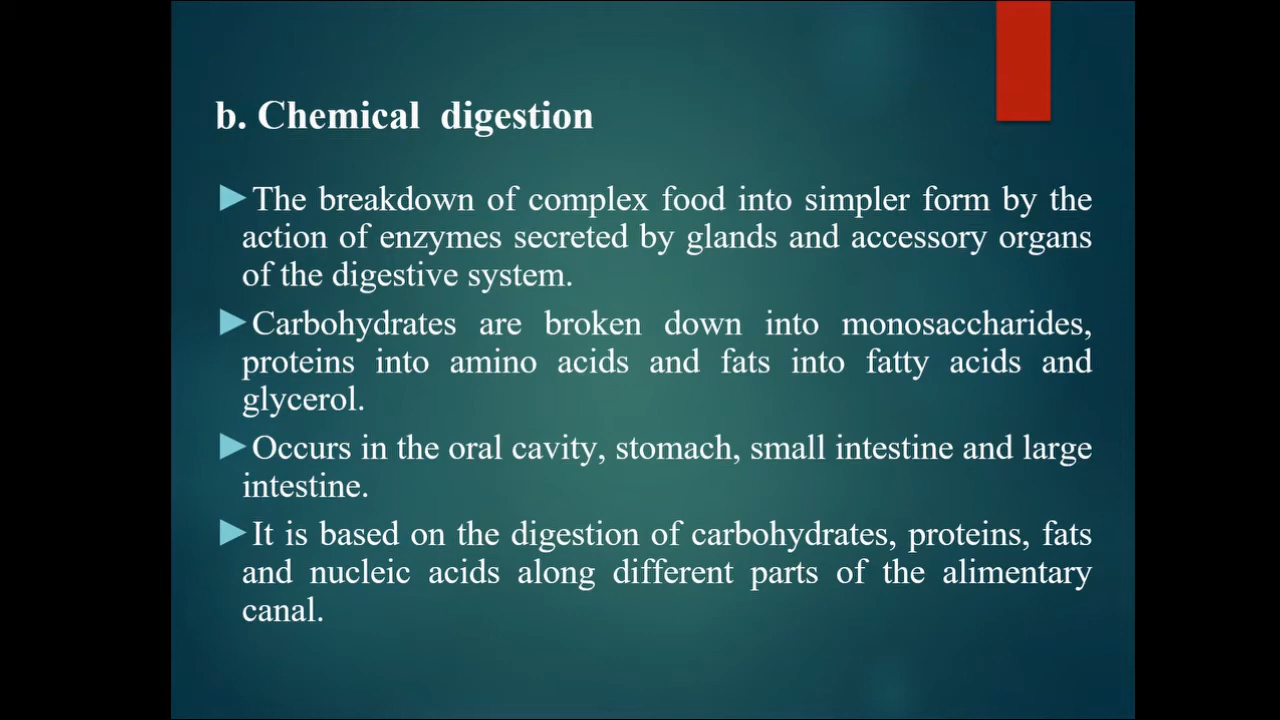 b. Chemical digestion
The breakdown of complex food into simpler form by the
action of enzymes secreted by glands and accessory organs
of the digestive system.
Carbohydrates are broken down into monosaccharides,
proteins into amino acids and fats into fatty acids and
glycerol.
Occurs in the oral cavity, stomach, small intestine and large
intestine.
It is based on the digestion of carbohydrates, proteins, fats
and nucleic acids along different parts of the alimentary
canal.